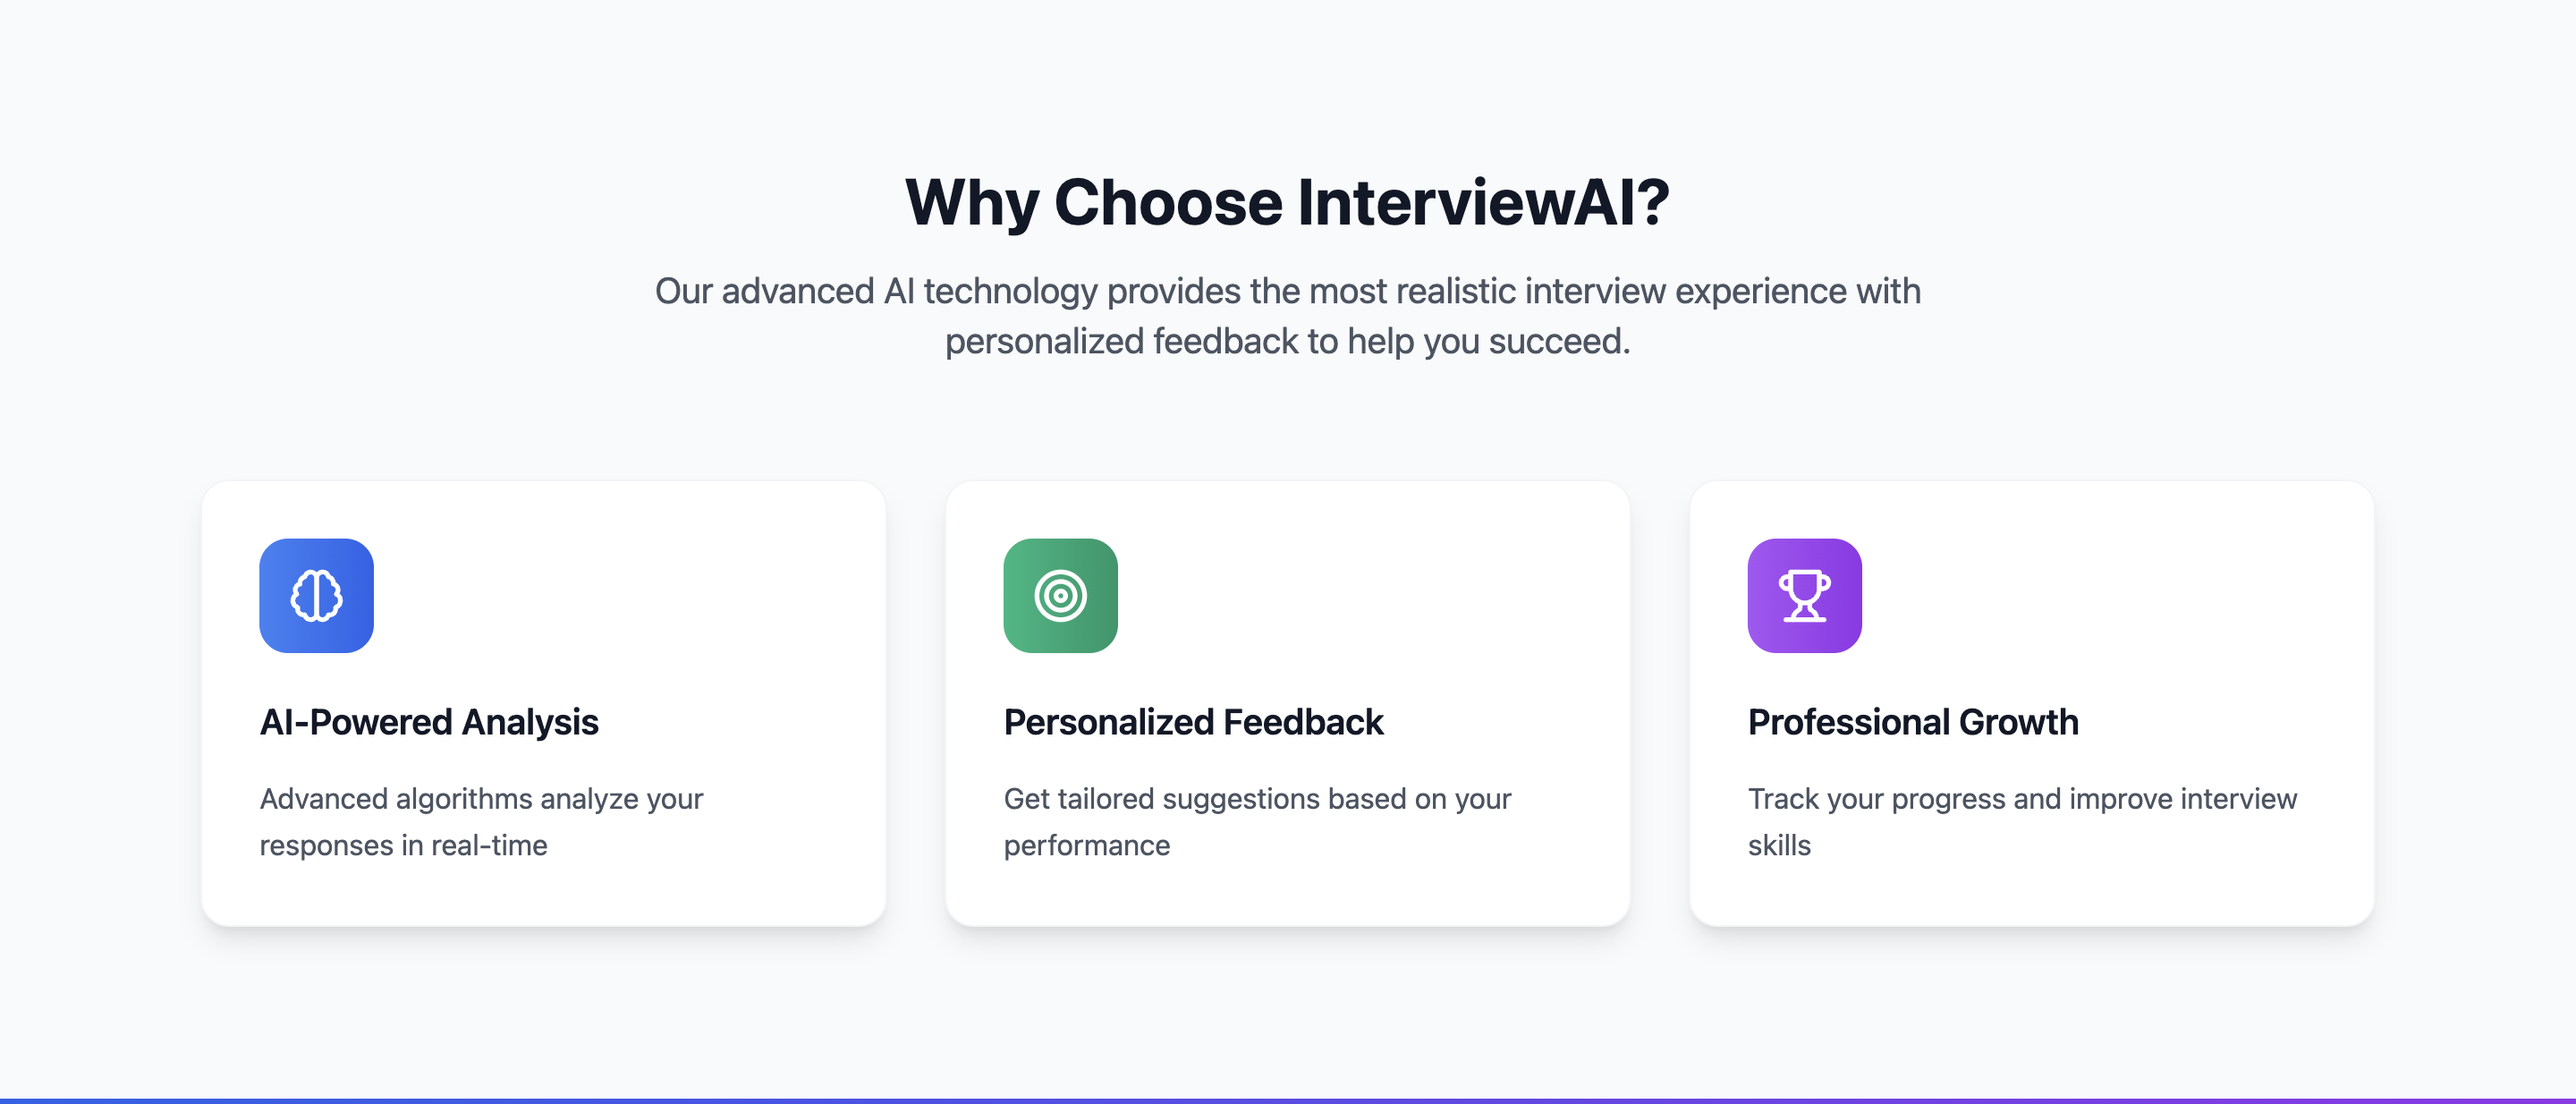 Why Choose InterviewAI?
Our advanced AI technology provides the most realistic interview experience with
personalized feedback to help you succeed.
AI-Powered Analysis
Advanced algorithms analyze your
responses in real-time
Personalized Feedback
Get tailored suggestions based on your
performance
Professional Growth
Track your progress and improve interview
skills